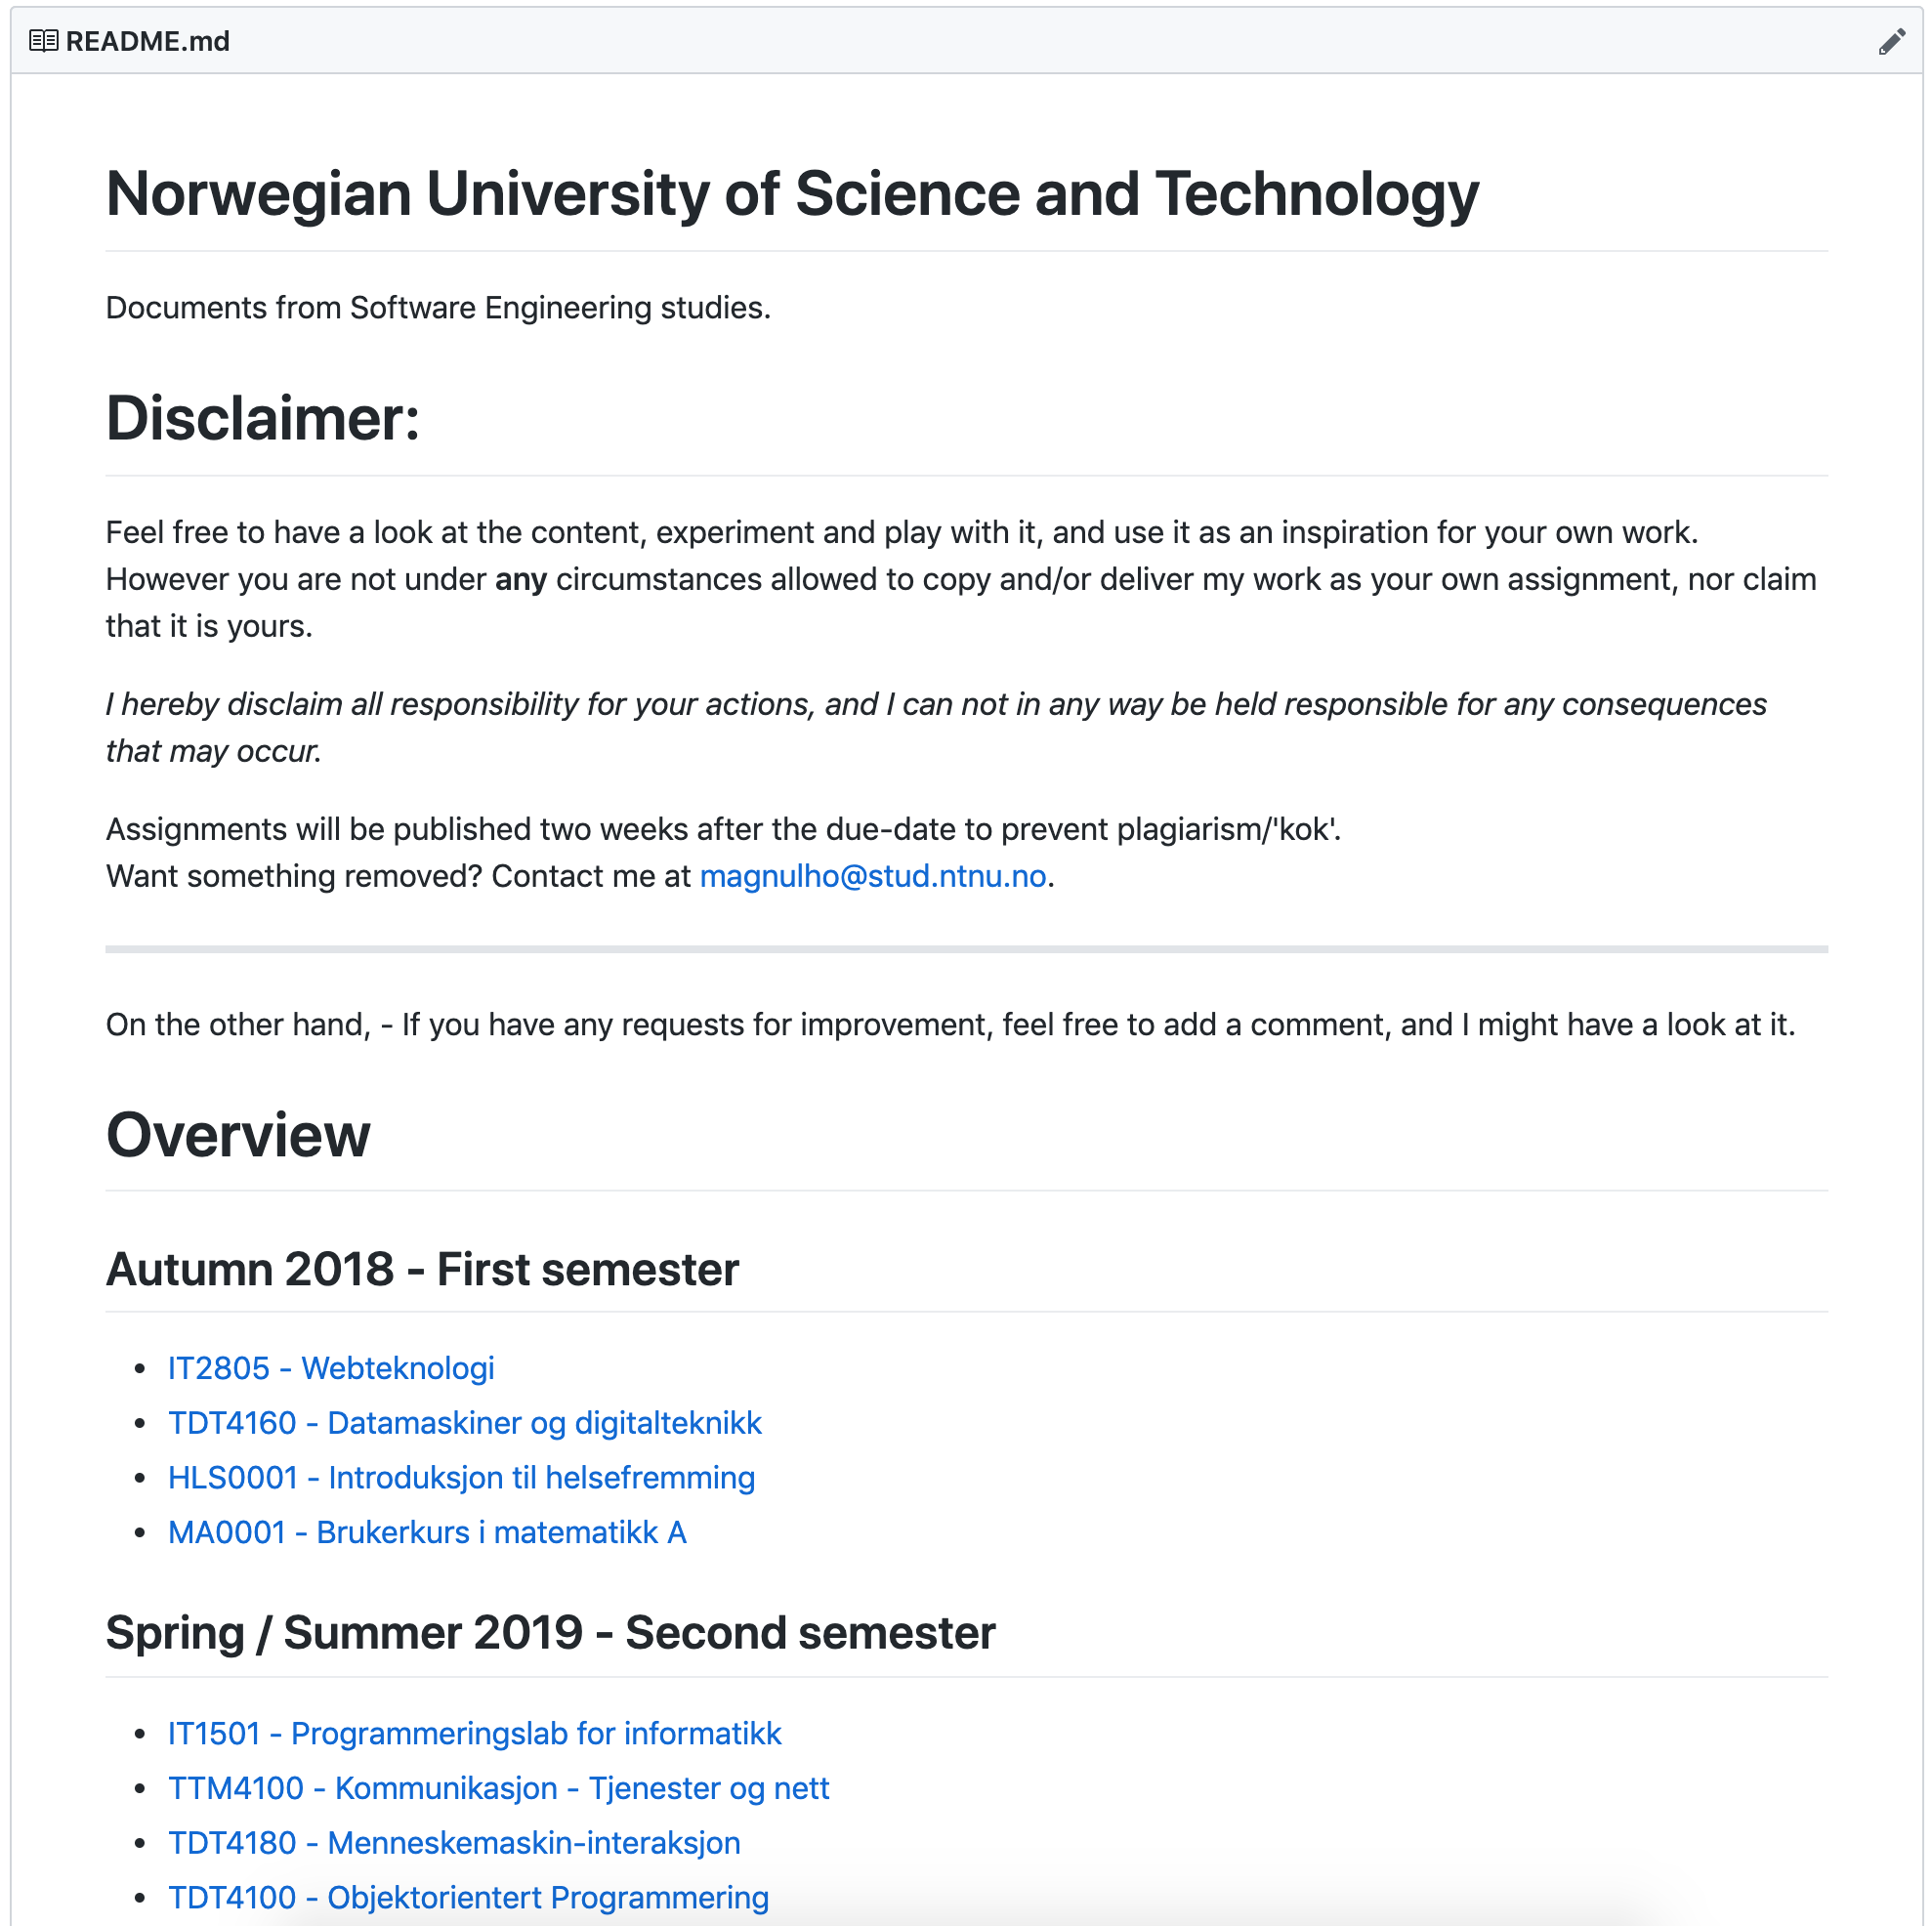 README.md
Norwegian University of Science and Technology
Documents from Software Engineering studies.
Disclaimer:
Feel free to have a look at the content, experiment and play with it, and use it as an inspiration for your own work.
However you are not under any circumstances allowed to copy and/or deliver my work as your own assignment, nor claim
that it is yours.
I hereby disclaim all responsibility for your actions, and I can not in any way be held responsible for any consequences
that may occur.
Assignments will be published two weeks after the due-date to prevent plagiarism/'kok'.
Want something removed? Contact me at magnulho@stud.ntnu.no.
On the other hand, - If you have any requests for improvement, feel free to add a comment, and I might have a look at it.
Overview
Autumn 2018 - First semester
• IT2805 - Webteknologi
• TDT4160 - Datamaskiner og digitalteknikk
• HLS0001 - Introduksjon til helsefremming
• MA0001 - Brukerkurs i matematikk A
Spring / Summer 2019 - Second semester
• IT1501 - Programmeringslab for informatikk
• TTM4100 - Kommunikasjon - Tjenester og nett
• TDT4180 - Menneskemaskin-interaksjon
• TDT4100 - Objektorientert Programmering